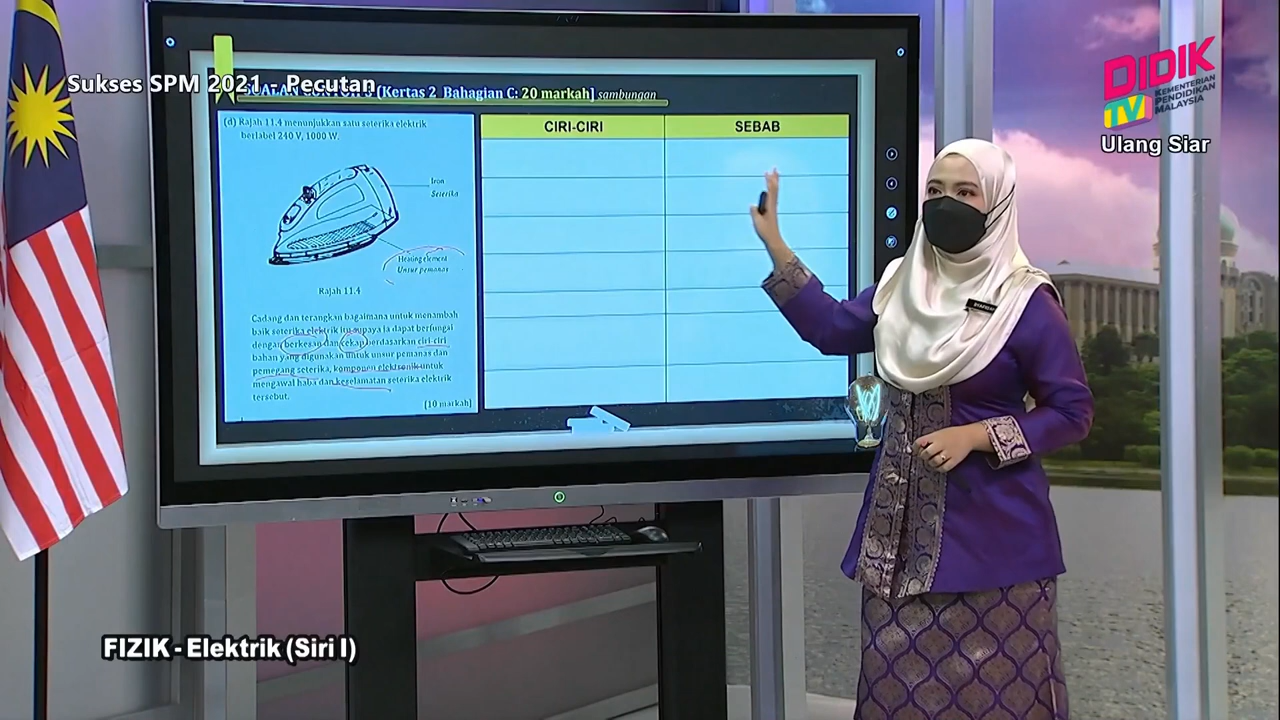 Sukses SPM 2021 - Pecutan
(Kertas 2 Bahagian C: 20 markah) sambungan
(d) Rajah 11.4 menunjukkan satu seterika elektrik
berlabel 240 V, 1000 W.
Iron
Seterika
Heating element
Unsur pemanas
Rajah 11.4
Cadang dan terangkan bagaimana untuk menambah
baik seterika elektrik itu supaya ia dapat berfungsi
dengan berkesan dan cekap berdasarkan ciri-ciri
bahan yang digunakan untuk unsur pemanas dan
pemegang seterika, komponen elektronik untuk
mengawal haba dan keselamatan seterika elektrik
tersebut.
[10 markah]
CIRI-CIRI
SEBAB
DIDIK
TV
KEMENTERIAN
PENDIDIKAN
MALAYSIA
Ulang Siar
FIZIK - Elektrik (Siri I)